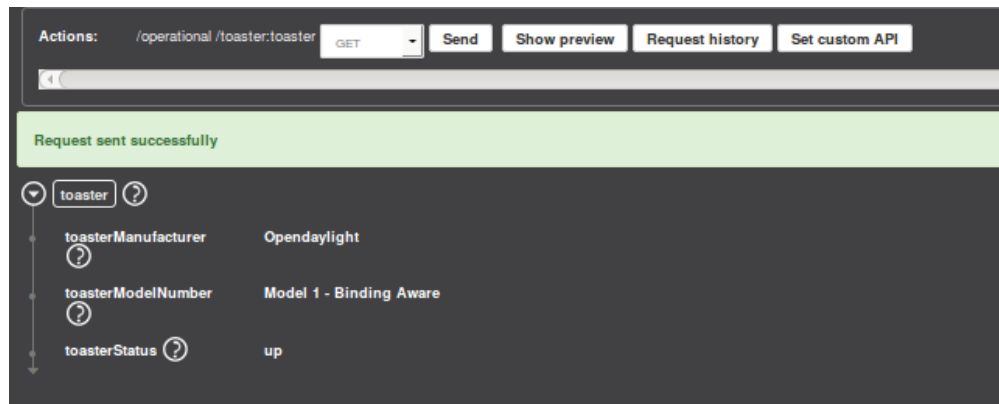 Actions: /operational /toaster:toaster GET Send Show preview Request history Set custom API
Request sent successfully
toaster ?
toasterManufacturer Opendaylight
?
toasterModelNumber Model 1 - Binding Aware
?
toasterStatus ? up